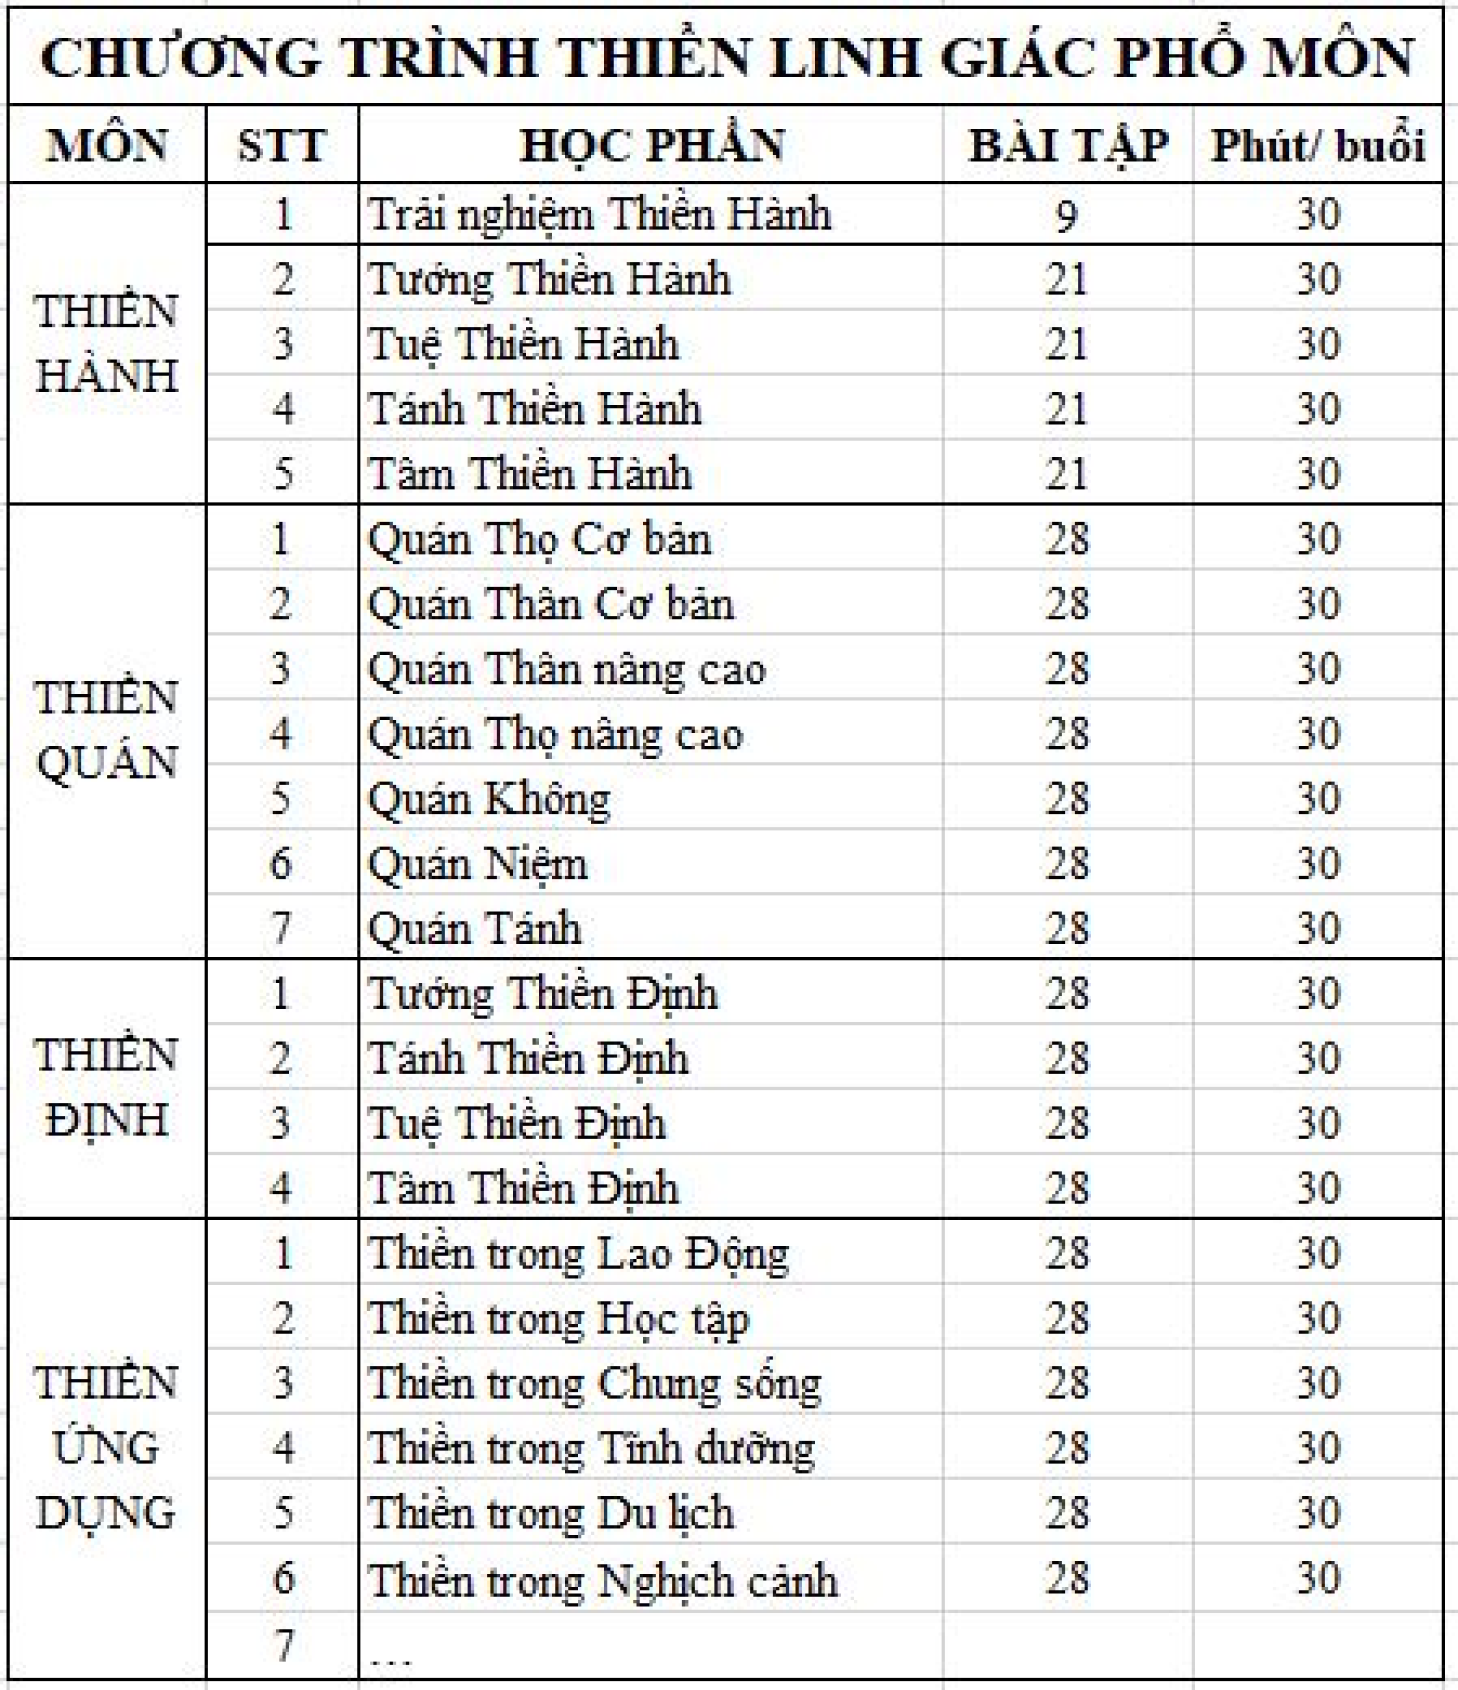 CHƯƠNG TRÌNH THIỀN LINH GIÁC PHỔ MÔN
MÔN STT HỌC PHẦN BÀI TẬP Phút/ buổi
THIỀN HÀNH
1 Trải nghiệm Thiền Hành 9 30
2 Tướng Thiền Hành 21 30
3 Tuệ Thiền Hành 21 30
4 Tánh Thiền Hành 21 30
5 Tâm Thiền Hành 21 30
THIỀN QUÁN
1 Quán Thọ Cơ bản 28 30
2 Quán Thân Cơ bản 28 30
3 Quán Thân nâng cao 28 30
4 Quán Thọ nâng cao 28 30
5 Quán Không 28 30
6 Quán Niệm 28 30
7 Quán Tánh 28 30
THIỀN ĐỊNH
1 Tướng Thiền Định 28 30
2 Tánh Thiền Định 28 30
3 Tuệ Thiền Định 28 30
4 Tâm Thiền Định 28 30
THIỀN ỨNG DỤNG
1 Thiền trong Lao Động 28 30
2 Thiền trong Học tập 28 30
3 Thiền trong Chung sống 28 30
4 Thiền trong Tĩnh dưỡng 28 30
5 Thiền trong Du lịch 28 30
6 Thiền trong Nghịch cảnh 28 30
7 ...